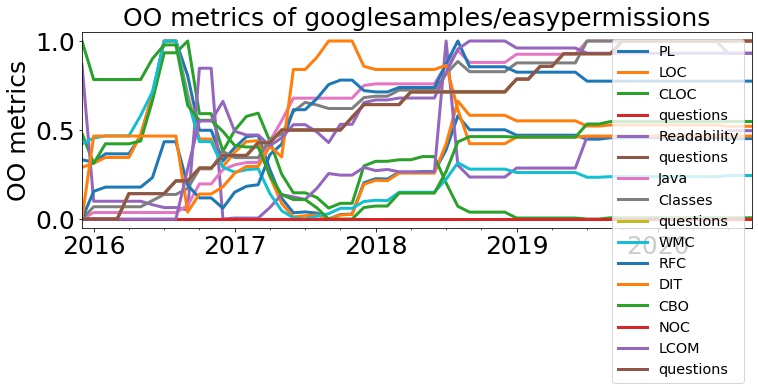 OO metrics of googlesamples/easypermissions
OO metrics
1.0
0.5
0.0
2016
2017
2018
2019
2020
PL
LOC
CLOC
questions
Readability
questions
Java
Classes
questions
WMC
RFC
DIT
CBO
NOC
LCOM
questions